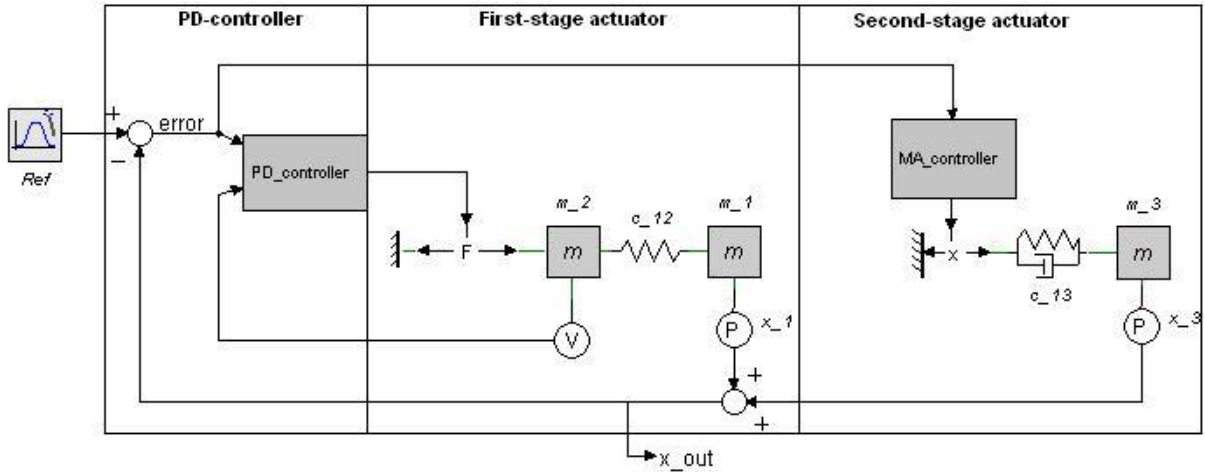 PD-controller
First-stage actuator
Second-stage actuator
+
error
−
Ref
PD_controller
MA_controller
m_2
c_12
m_1
m_3
F
m
m
x
m
c_13
V
P
x_1
P
x_3
+
+
x_out